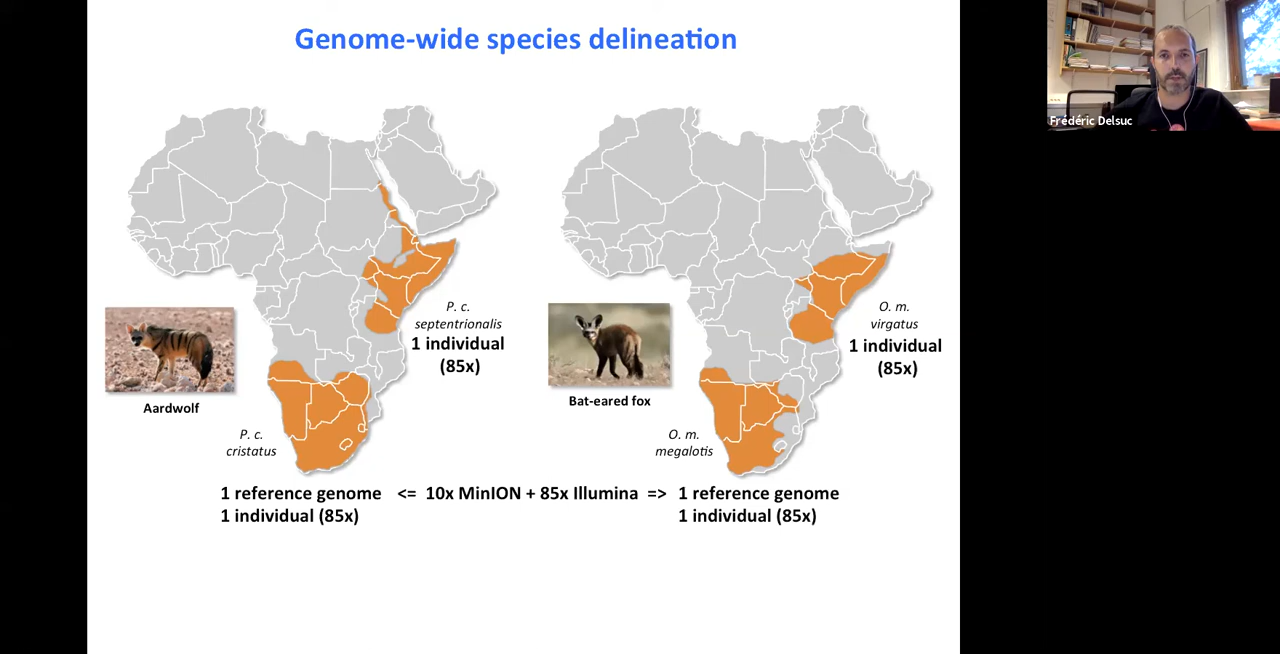 Genome-wide species delineation
Frédéric Delsuc
P. c.
septentrionalis
1 individual
(85x)
Aardwolf
P. c.
cristatus
O. m.
virgatus
1 individual
(85x)
Bat-eared fox
O. m.
megalotis
1 reference genome <= 10x MinION + 85x Illumina => 1 reference genome
1 individual (85x) 1 individual (85x)